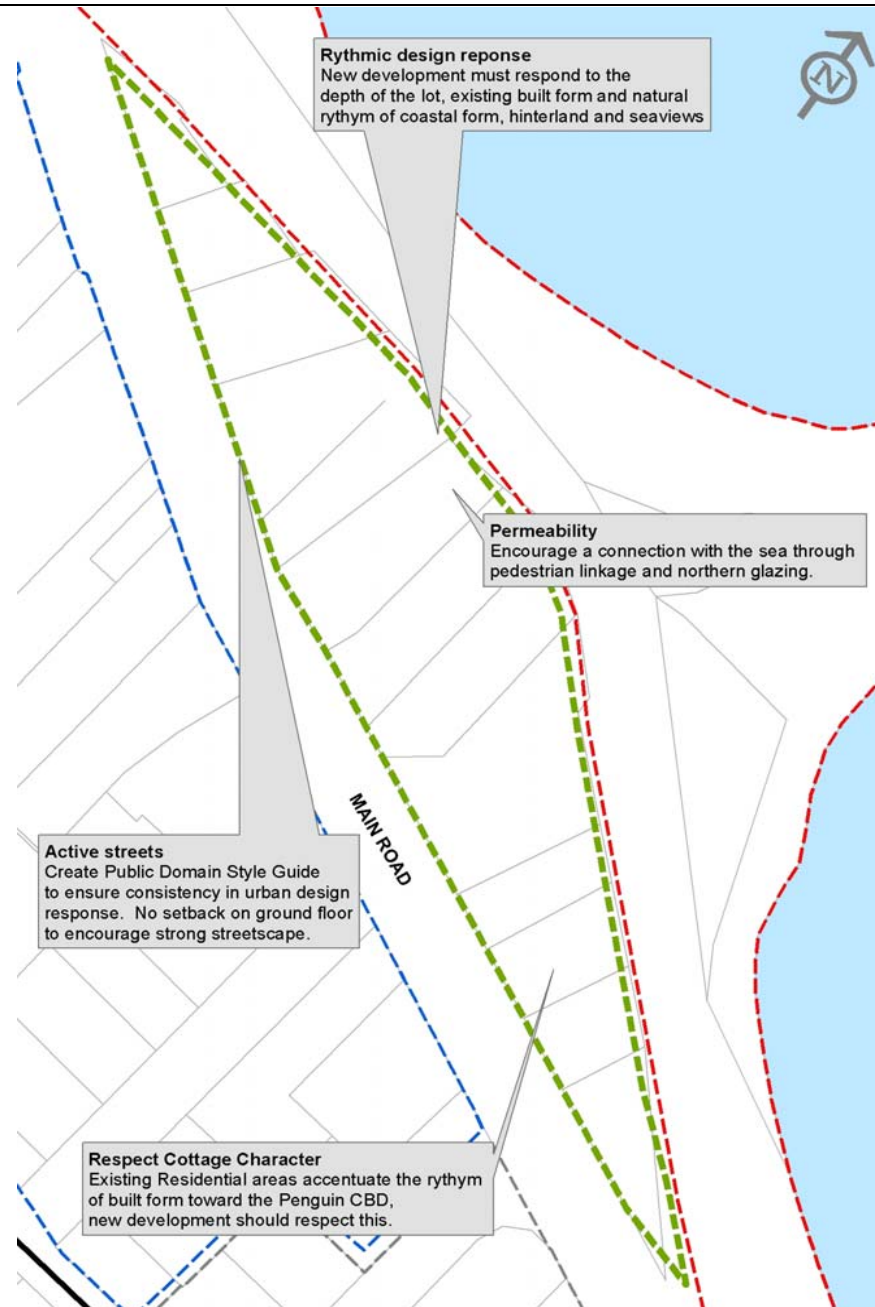 Rythmic design reponse
New development must respond to the
depth of the lot, existing built form and natural
rythym of coastal form, hinterland and seaviews
N
Permeability
Encourage a connection with the sea through
pedestrian linkage and northern glazing.
MAIN ROAD
Active streets
Create Public Domain Style Guide
to ensure consistency in urban design
response. No setback on ground floor
to encourage strong streetscape.
Respect Cottage Character
Existing Residential areas accentuate the rythym
of built form toward the Penguin CBD,
new development should respect this.